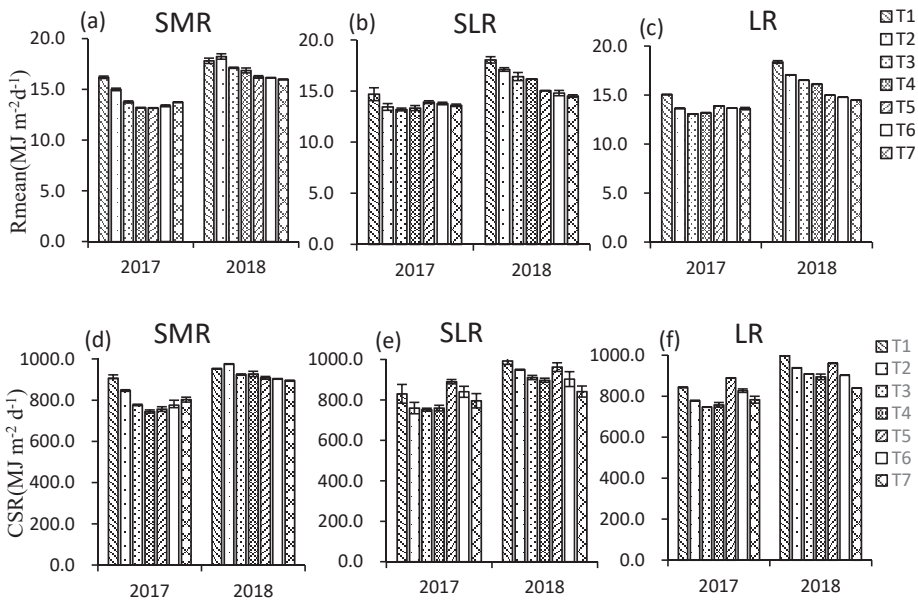 (a) SMR
(b) SLR
(c) LR
Rmean(MJ m⁻²d⁻¹)
20.0
15.0
10.0
5.0
0.0
2017 2018
20.0
15.0
10.0
5.0
0.0
2017 2018
20.0
15.0
10.0
5.0
0.0
2017 2018
T1
T2
T3
T4
T5
T6
T7
(d) SMR
(e) SLR
(f) LR
CSR(MJ m⁻² d⁻¹)
1000.0
800.0
600.0
400.0
200.0
0.0
2017 2018
1000.0
800.0
600.0
400.0
200.0
0.0
2017 2018
1000.0
800.0
600.0
400.0
200.0
0.0
2017 2018
T1
T2
T3
T4
T5
T6
T7